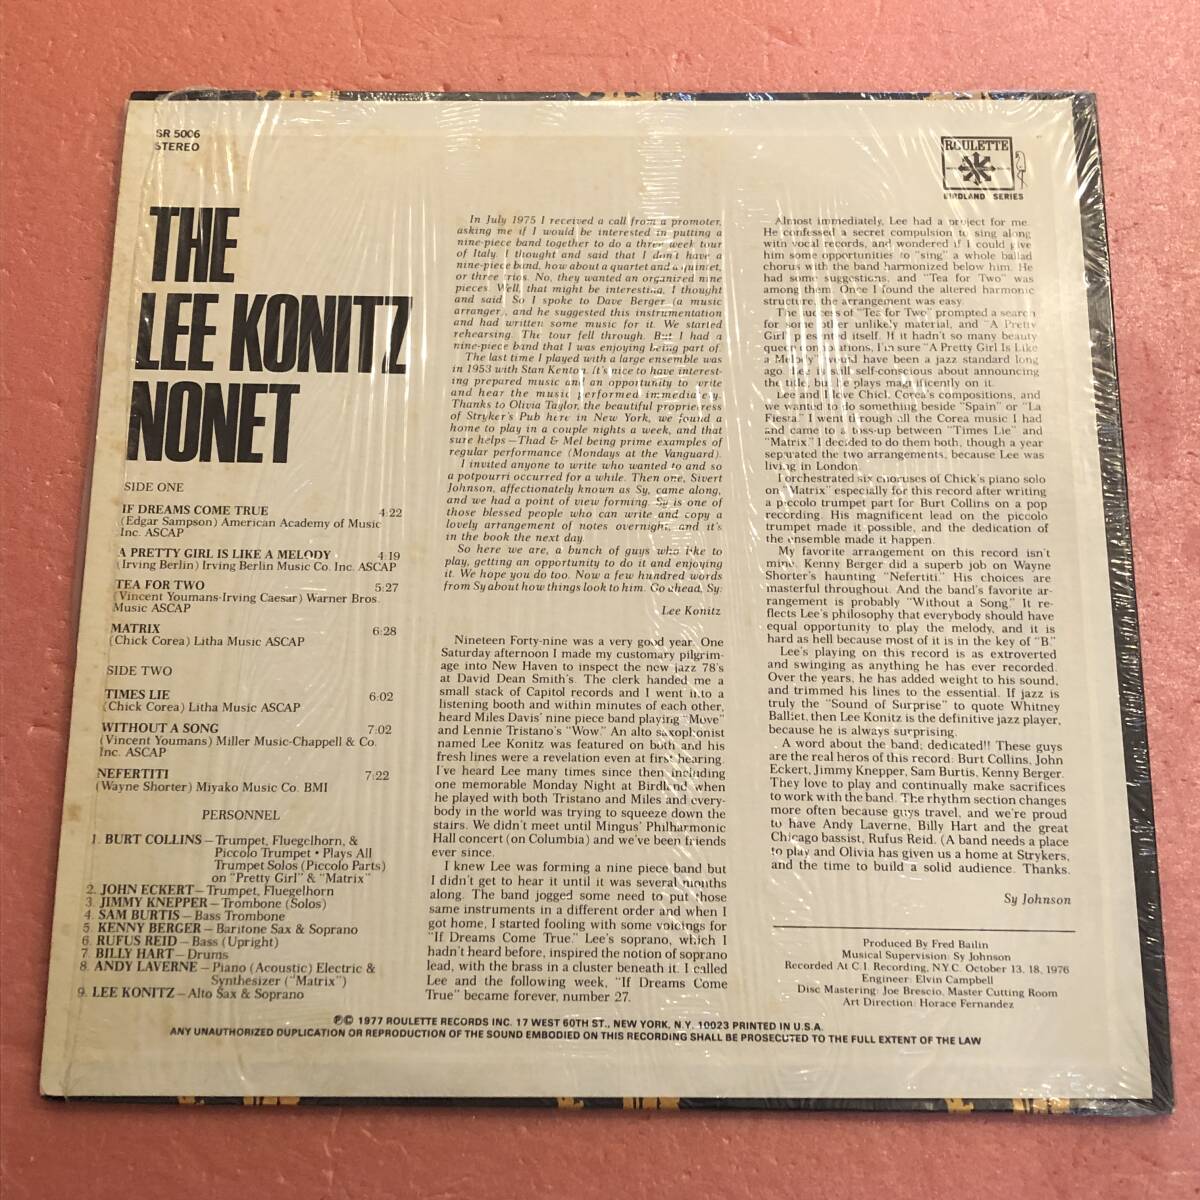 SR 5006
STEREO
ROULETTE
BIRDLAND SERIES
THE
LEE KONITZ
NONET
SIDE ONE
IF DREAMS COME TRUE 4:22
(Edgar Sampson) American Academy of Music
Inc. ASCAP
A PRETTY GIRL IS LIKE A MELODY 4:19
(Irving Berlin) Irving Berlin Music Co. Inc. ASCAP
TEA FOR TWO 5:27
(Vincent Youmans-Irving Caesar) Warner Bros.
Music ASCAP
MATRIX 6:28
(Chick Corea) Litha Music ASCAP
SIDE TWO
TIMES LIE 6:02
(Chick Corea) Litha Music ASCAP
WITHOUT A SONG 7:02
(Vincent Youmans) Miller Music-Chappell & Co.
Inc. ASCAP
NEFERTITI 7:22
(Wayne Shorter) Miyako Music Co. BMI
PERSONNEL
1. BURT COLLINS – Trumpet, Fluegelhorn, &
Piccolo Trumpet • Plays All
Trumpet Solos (Piccolo Parts)
on "Pretty Girl" & "Matrix"
2. JOHN ECKERT – Trumpet, Fluegelhorn
3. JIMMY KNEPPER – Trombone (Solos)
4. SAM BURTIS – Bass Trombone
5. KENNY BERGER – Baritone Sax & Soprano
6. RUFUS REID – Bass (Upright)
7. BILLY HART – Drums
8. ANDY LAVERNE – Piano (Acoustic) Electric &
Synthesizer ("Matrix")
9. LEE KONITZ – Alto Sax & Soprano
In July 1975 I received a call from a promoter,
asking me if I would be interested in putting a
nine-piece band together to do a three week tour
of Italy. I thought and said that I don't have a
nine-piece band, how about a quartet and a quintet,
or three trios. No, they wanted an organized nine
pieces. Well, that might be interesting, I thought
and said. So I spoke to Dave Berger (a music
arranger), and he suggested this instrumentation
and had written some music for it. We started
rehearsing. The tour fell through. But I had a
nine-piece band that I was enjoying being part of.
The last time I played with a large ensemble was
in 1953 with Stan Kenton. It's nice to have interest-
ing prepared music and an opportunity to write
and hear the music performed immediately.
Thanks to Olivia Taylor, the beautiful proprietress
of Stryker's Pub here in New York, we found a
home to play in a couple nights a week, and that
sure helps – Thad & Mel being prime examples of
regular performance (Mondays at the Vanguard).
I invited anyone to write who wanted to and so
a potpourri occurred for a while. Then one, Sivert
Johnson, affectionately known as Sy, came along,
and we had a point of view forming. Sy is one of
those blessed people who can write and copy a
lovely arrangement of notes overnight, and it's
in the book the next day.
So here we are, a bunch of guys who like to
play, getting an opportunity to do it and enjoying
it. We hope you do too. Now a few hundred words
from Sy about how things look to him. Go ahead, Sy:
Lee Konitz
Nineteen Forty-nine was a very good year. One
Saturday afternoon I made my customary pilgrim-
age into New Haven to inspect the new jazz 78's
at David Dean Smith's. The clerk handed me a
small stack of Capitol records and I went into a
listening booth and within minutes of each other,
heard Miles Davis' nine piece band playing "Move"
and Lennie Tristano's "Wow." An alto saxophonist
named Lee Konitz was featured on both and his
fresh lines were a revelation even at first hearing.
I've heard Lee many times since then including
one memorable Monday Night at Birdland when
he played with both Tristano and Miles and every-
body in the world was trying to squeeze down the
stairs. We didn't meet until Mingus' Philharmonic
Hall concert (on Columbia) and we've been friends
ever since.
I knew Lee was forming a nine piece band but
I didn't get to hear it until it was several months
along. The band jogged some need to put those
same instruments in a different order and when I
got home, I started fooling with some voicings for
"If Dreams Come True." Lee's soprano, which I
hadn't heard before, inspired the notion of soprano
lead, with the brass in a cluster beneath it. I called
Lee and the following week, "If Dreams Come
True" became forever, number 27.
Almost immediately, Lee had a project for me.
He confessed a secret compulsion to sing along
with vocal records, and wondered if I could give
him some opportunities to "sing" a whole ballad
chorus with the band harmonized below him. He
had some suggestions, and "Tea for Two" was
among them. Once I found the altered harmonic
structure, the arrangement was easy.
The success of "Tea for Two" prompted a search
for some other unlikely material, and "A Pretty
Girl" presented itself. If it hadn't so many beauty
queen connotations, I'm sure "A Pretty Girl Is Like
a Melody" would have been a jazz standard long
ago. Lee is still self-conscious about announcing
the title, but he plays magnificently on it.
Lee and I love Chick Corea's compositions, and
we wanted to do something beside "Spain" or "La
Fiesta." I went through all the Corea music I had
and came to a toss-up between "Times Lie" and
"Matrix." I decided to do them both, though a year
separated the two arrangements, because Lee was
living in London.
I orchestrated six choruses of Chick's piano solo
on "Matrix" especially for this record after writing
a piccolo trumpet part for Burt Collins on a pop
recording. His magnificent lead on the piccolo
trumpet made it possible, and the dedication of
the ensemble made it happen.
My favorite arrangement on this record isn't
mine. Kenny Berger did a superb job on Wayne
Shorter's haunting "Nefertiti." His choices are
masterful throughout. And the band's favorite ar-
rangement is probably "Without a Song." It re-
flects Lee's philosophy that everybody should have
equal opportunity to play the melody, and it is
hard as hell because most of it is in the key of "B."
Lee's playing on this record is as extroverted
and swinging as anything he has ever recorded.
Over the years, he has added weight to his sound,
and trimmed his lines to the essential. If jazz is
truly the "Sound of Surprise" to quote Whitney
Balliet, then Lee Konitz is the definitive jazz player,
because he is always surprising.
A word about the band; dedicated!! These guys
are the real heros of this record: Burt Collins, John
Eckert, Jimmy Knepper, Sam Burtis, Kenny Berger.
They love to play and continually make sacrifices
to work with the band. The rhythm section changes
more often because guys travel, and we're proud
to have Andy Laverne, Billy Hart and the great
Chicago bassist, Rufus Reid. (A band needs a place
to play and Olivia has given us a home at Strykers,
and the time to build a solid audience. Thanks.
Sy Johnson
Produced By Fred Bailin
Musical Supervision: Sy Johnson
Recorded At C.I. Recording, N.Y.C. October 13, 18, 1976
Engineer: Elvin Campbell
Disc Mastering: Joe Brescio, Master Cutting Room
Art Direction: Horace Fernandez
℗© 1977 ROULETTE RECORDS INC. 17 WEST 60TH ST., NEW YORK, N.Y. 10023 PRINTED IN U.S.A.
ANY UNAUTHORIZED DUPLICATION OR REPRODUCTION OF THE SOUND EMBODIED ON THIS RECORDING SHALL BE PROSECUTED TO THE FULL EXTENT OF THE LAW